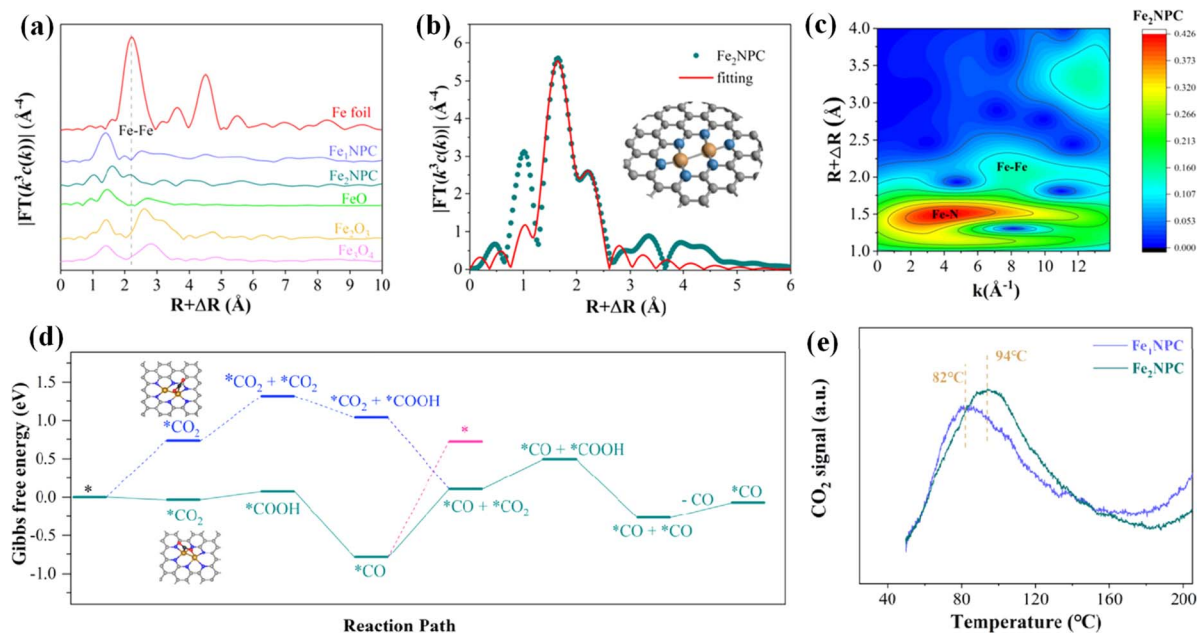 (a)
|FT(k³c(k))| (Å⁻⁴)
Fe foil
Fe-Fe
Fe₁NPC
Fe₂NPC
FeO
Fe₂O₃
Fe₃O₄
0 1 2 3 4 5 6 7 8 9 10
R+ΔR (Å)
(b)
|FT(k³c(k))| (Å⁻⁴)
6
5
4
3
2
1
0
Fe₂NPC
fitting
0 1 2 3 4 5 6
R+ΔR (Å)
(c)
R+ΔR (Å)
4.0
3.5
3.0
2.5
2.0
1.5
1.0
Fe-Fe
Fe-N
0 2 4 6 8 10 12
k(Å⁻¹)
Fe₂NPC
0.426
0.373
0.320
0.266
0.213
0.160
0.107
0.053
0.000
(d)
Gibbs free energy (eV)
1.5
1.0
0.5
0.0
-0.5
-1.0
*
*CO₂
*CO₂ + *CO₂
*CO₂ + *COOH
*
*CO₂
*COOH
*CO
*CO + *CO₂
*CO + *COOH
*CO + *CO
- CO
*CO
Reaction Path
(e)
CO₂ signal (a.u.)
Fe₁NPC
Fe₂NPC
82°C
94°C
40 80 120 160 200
Temperature (°C)